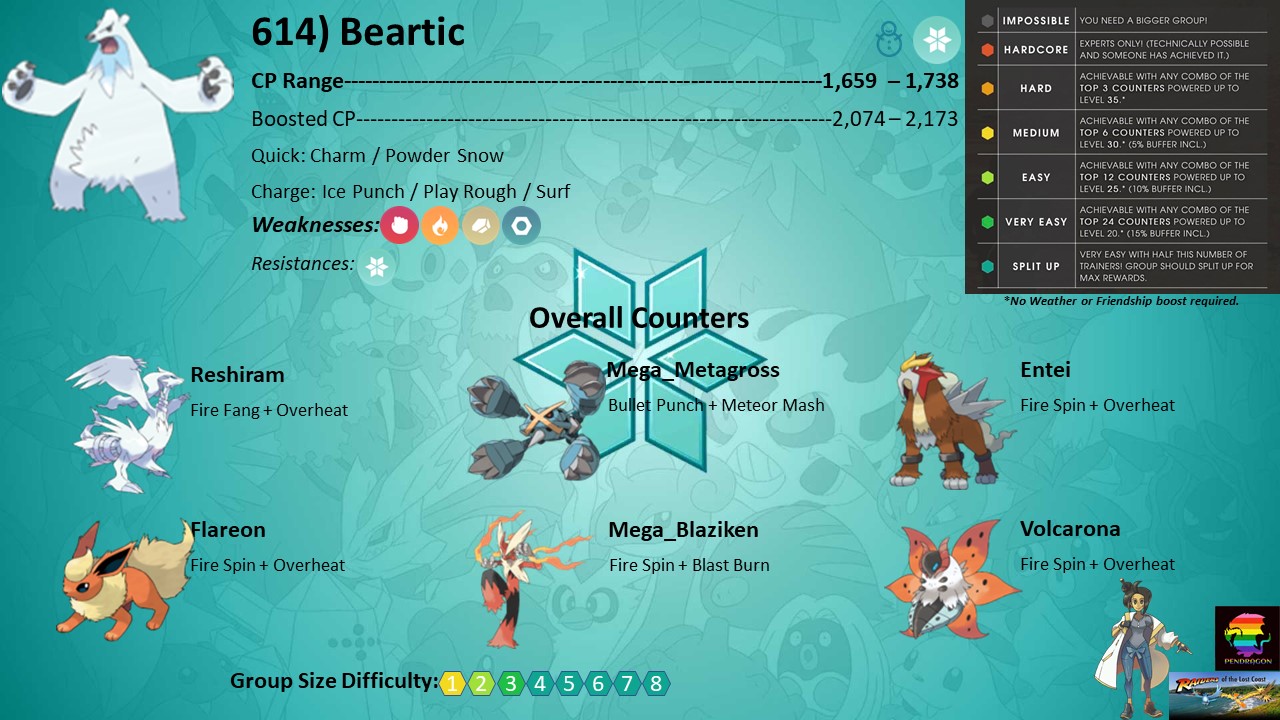 614) Beartic
CP Range------------------------------------------------------------------1,659 – 1,738
Boosted CP------------------------------------------------------------------2,074 – 2,173
Quick: Charm / Powder Snow
Charge: Ice Punch / Play Rough / Surf
Weaknesses:
Resistances:
IMPOSSIBLE YOU NEED A BIGGER GROUP!
HARDCORE EXPERTS ONLY! (TECHNICALLY POSSIBLE
AND SOMEONE HAS ACHIEVED IT.)
HARD ACHIEVABLE WITH ANY COMBO OF THE
TOP 3 COUNTERS POWERED UP TO
LEVEL 35.*
MEDIUM ACHIEVABLE WITH ANY COMBO OF THE
TOP 6 COUNTERS POWERED UP TO
LEVEL 30.* (5% BUFFER INCL.)
EASY ACHIEVABLE WITH ANY COMBO OF THE
TOP 12 COUNTERS POWERED UP TO
LEVEL 25.* (10% BUFFER INCL.)
VERY EASY ACHIEVABLE WITH ANY COMBO OF THE
TOP 24 COUNTERS POWERED UP TO
LEVEL 20.* (15% BUFFER INCL.)
SPLIT UP VERY EASY WITH HALF THIS NUMBER OF
TRAINERS! GROUP SHOULD SPLIT UP FOR
MAX REWARDS.
*No Weather or Friendship boost required.
Overall Counters
Reshiram
Fire Fang + Overheat
Mega_Metagross
Bullet Punch + Meteor Mash
Entei
Fire Spin + Overheat
Flareon
Fire Spin + Overheat
Mega_Blaziken
Fire Spin + Blast Burn
Volcarona
Fire Spin + Overheat
Group Size Difficulty: 1 2 3 4 5 6 7 8
PENDRAGON
RAIDERS of the Lost Coast